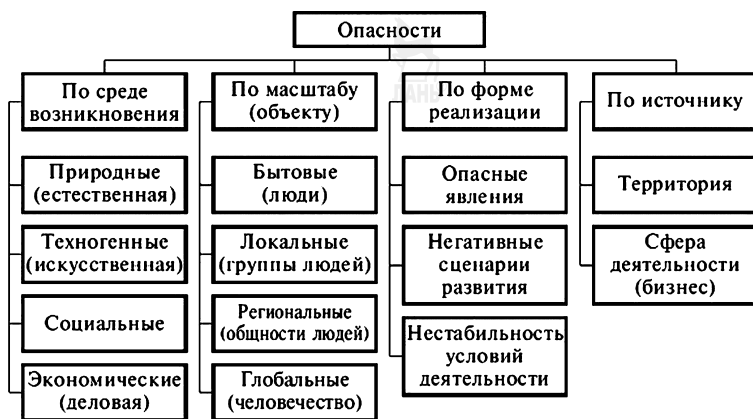 Опасности
По среде
возникновения
Природные
(естественная)
Техногенные
(искусственная)
Социальные
Экономические
(деловая)
По масштабу
(объекту)
Бытовые
(люди)
Локальные
(группы людей)
Региональные
(общности людей)
Глобальные
(человечество)
По форме
реализации
Опасные
явления
Негативные
сценарии
развития
Нестабильность
условий
деятельности
По источнику
Территория
Сфера
деятельности
(бизнес)